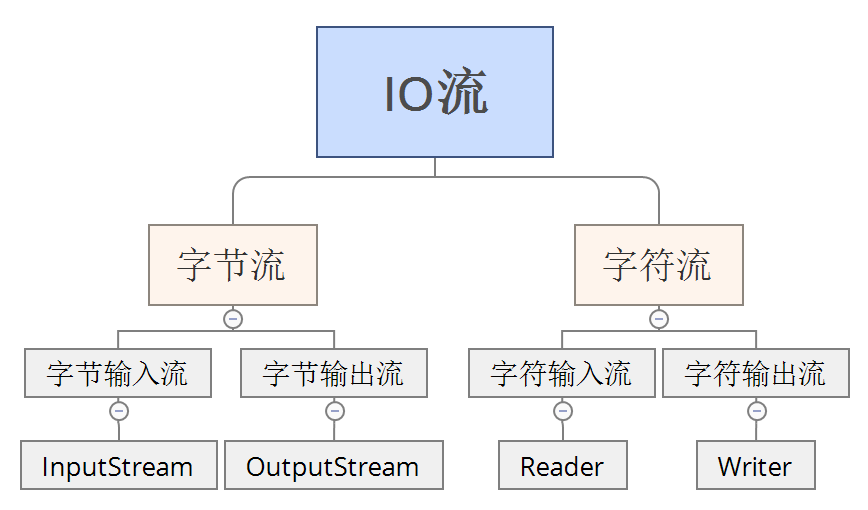 IO流
字节流
字符流
字节输入流
字节输出流
字符输入流
字符输出流
InputStream
OutputStream
Reader
Writer